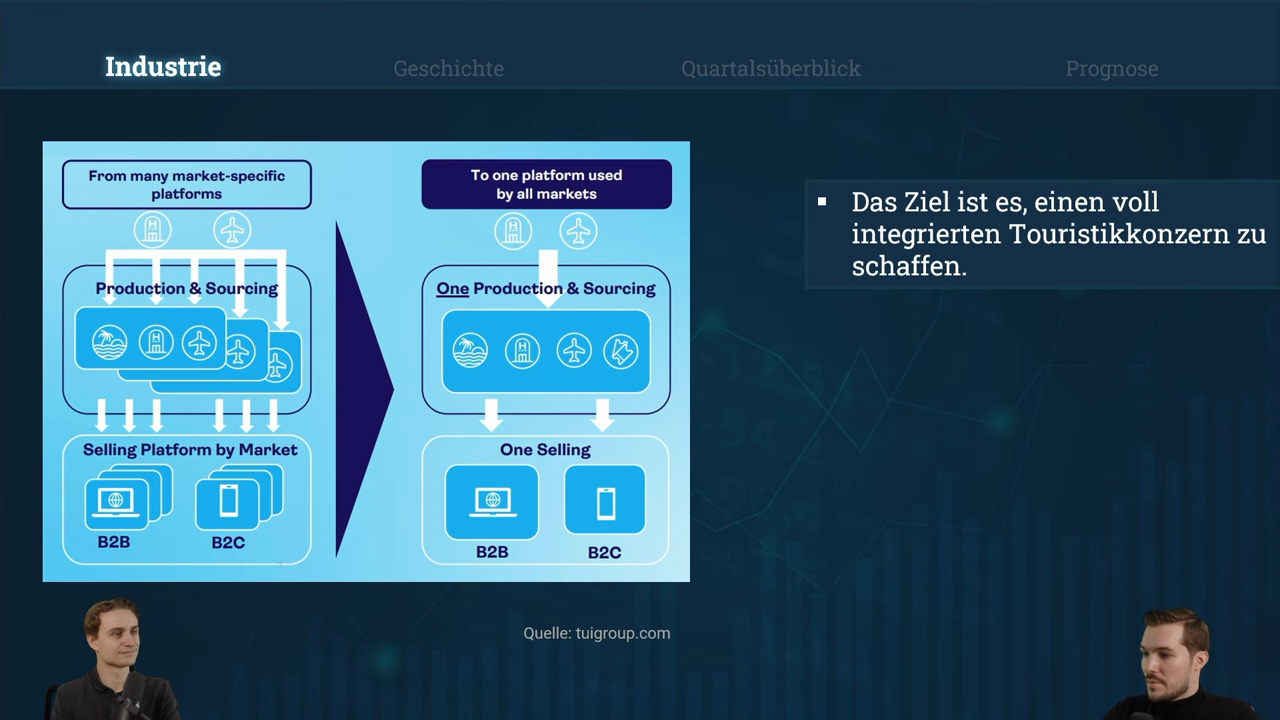 Industrie
Geschichte
Quartalsüberblick
Prognose
From many market-specific
platforms
Production & Sourcing
Selling Platform by Market
B2B
B2C
To one platform used
by all markets
One Production & Sourcing
One Selling
B2B
B2C
▪ Das Ziel ist es, einen voll
integrierten Touristikkonzern zu
schaffen.
Quelle: tuigroup.com